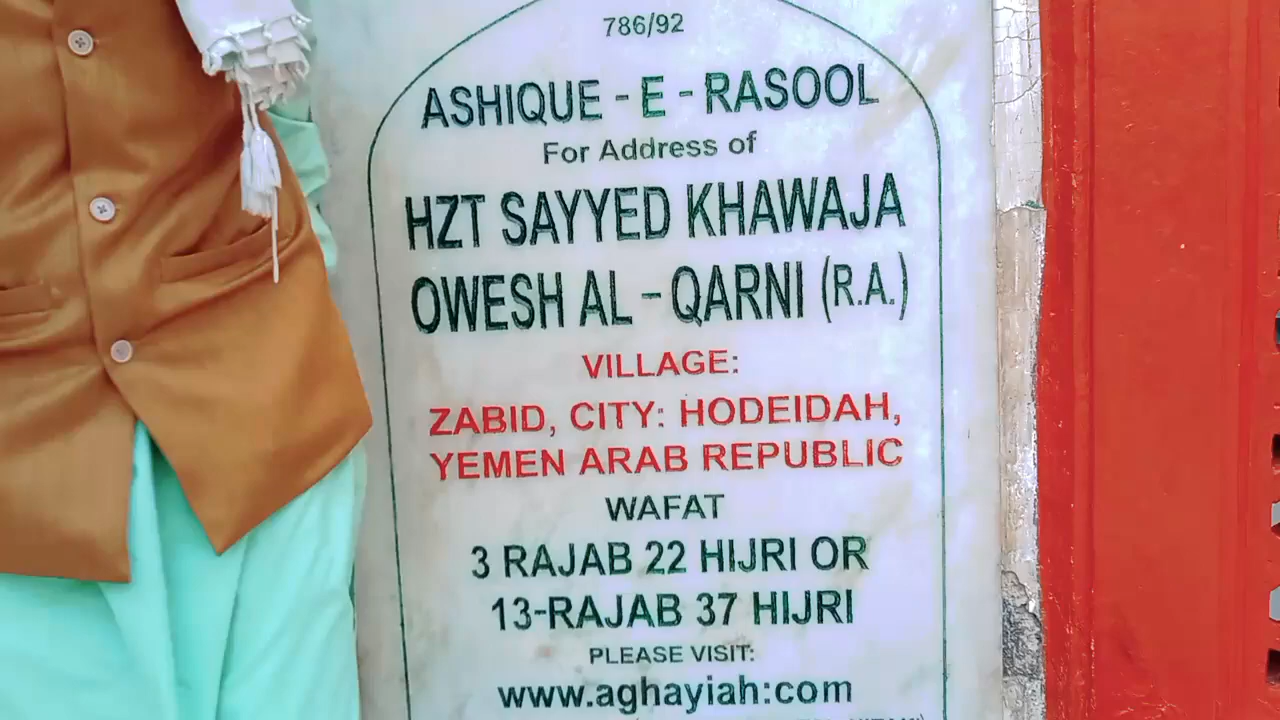 786/92
ASHIQUE - E - RASOOL
For Address of
HZT SAYYED KHAWAJA
OWESH AL - QARNI (R.A.)
VILLAGE:
ZABID, CITY: HODEIDAH,
YEMEN ARAB REPUBLIC
WAFAT
3 RAJAB 22 HIJRI OR
13-RAJAB 37 HIJRI
PLEASE VISIT:
www.aghayiah:com